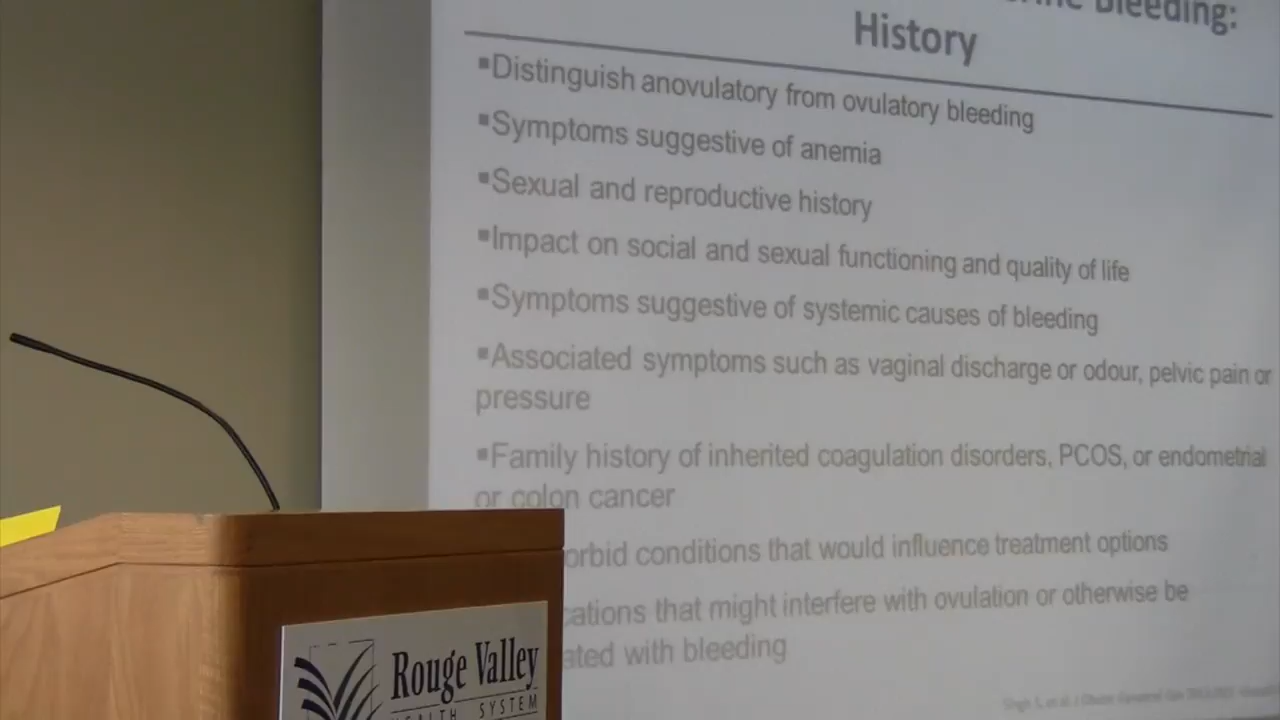 Bleeding:
History
▪Distinguish anovulatory from ovulatory bleeding
▪Symptoms suggestive of anemia
▪Sexual and reproductive history
▪Impact on social and sexual functioning and quality of life
▪Symptoms suggestive of systemic causes of bleeding
▪Associated symptoms such as vaginal discharge or odour, pelvic pain or
pressure
▪Family history of inherited coagulation disorders, PCOS, or endometrial
or colon cancer
orbid conditions that would influence treatment options
cations that might interfere with ovulation or otherwise be
ated with bleeding
Rouge Valley
HEALTH SYSTEM